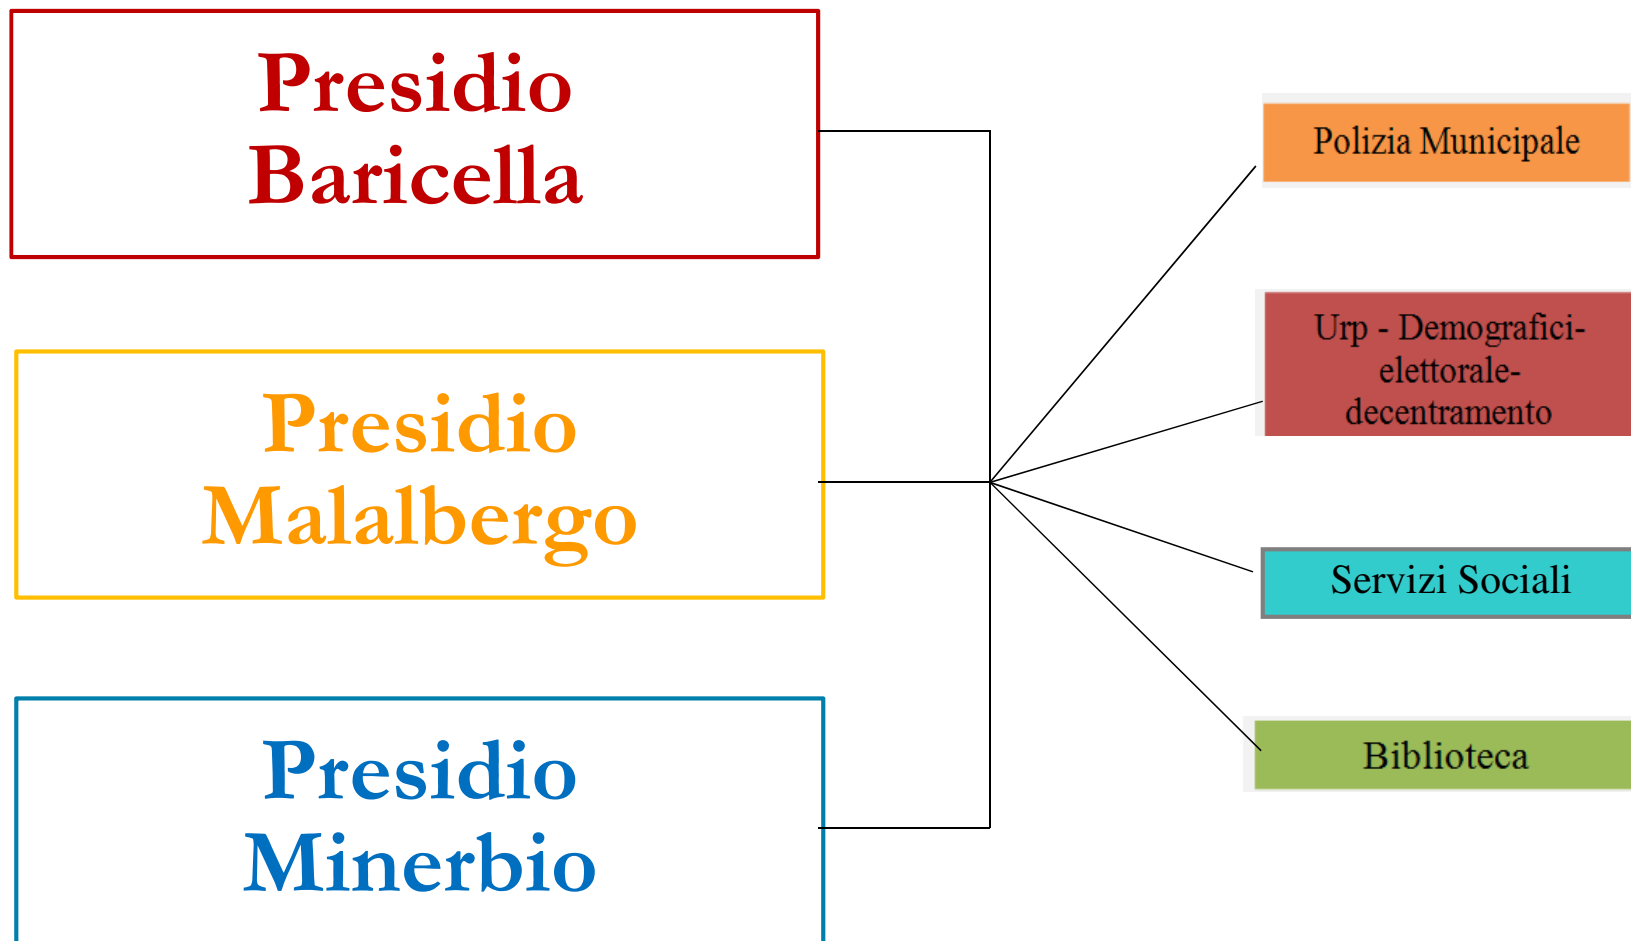 Presidio
Baricella
Presidio
Malalbergo
Presidio
Minerbio
Polizia Municipale
Urp - Demografici-
elettorale-
decentramento
Servizi Sociali
Biblioteca